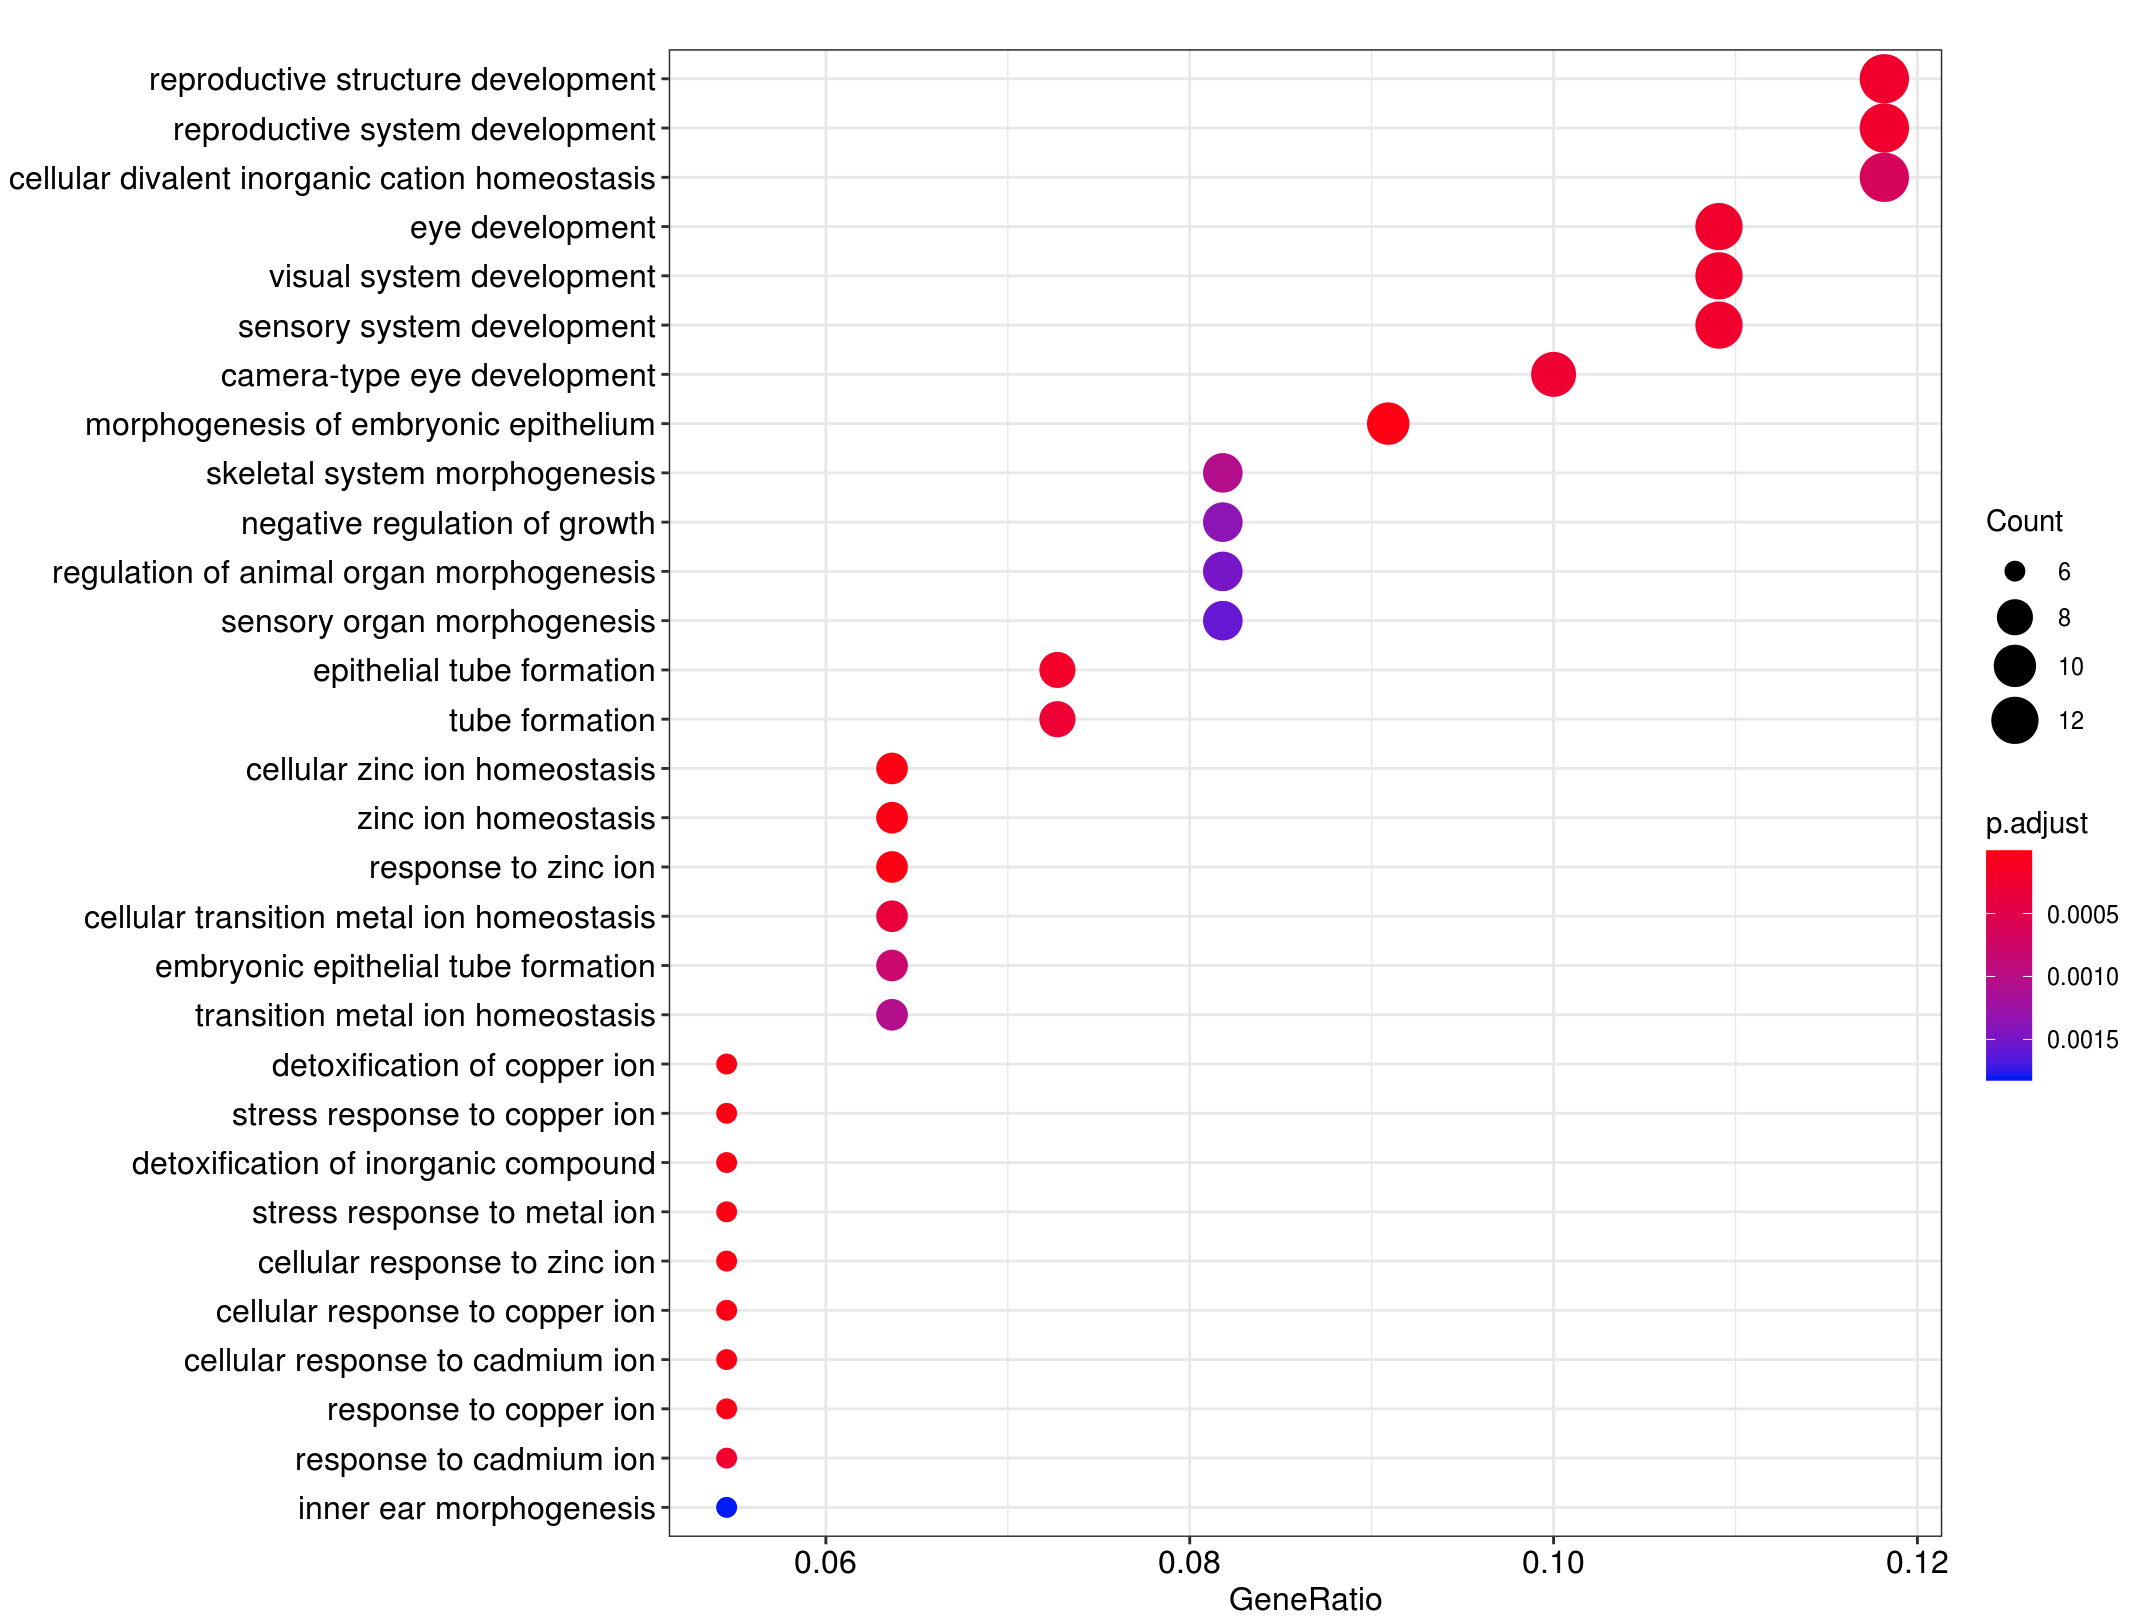 reproductive structure development
reproductive system development
cellular divalent inorganic cation homeostasis
eye development
visual system development
sensory system development
camera-type eye development
morphogenesis of embryonic epithelium
skeletal system morphogenesis
negative regulation of growth
regulation of animal organ morphogenesis
sensory organ morphogenesis
epithelial tube formation
tube formation
cellular zinc ion homeostasis
zinc ion homeostasis
response to zinc ion
cellular transition metal ion homeostasis
embryonic epithelial tube formation
transition metal ion homeostasis
detoxification of copper ion
stress response to copper ion
detoxification of inorganic compound
stress response to metal ion
cellular response to zinc ion
cellular response to copper ion
cellular response to cadmium ion
response to copper ion
response to cadmium ion
inner ear morphogenesis
0.06 0.08 0.10 0.12
GeneRatio
Count
6
8
10
12
p.adjust
0.0005
0.0010
0.0015